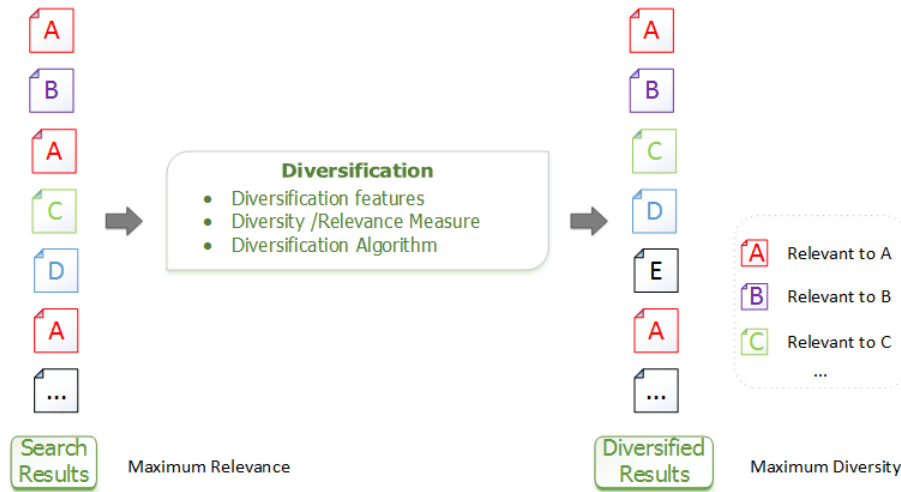 A
B
A
C
D
A
...
Search
Results
Maximum Relevance
Diversification
• Diversification features
• Diversity /Relevance Measure
• Diversification Algorithm
A
B
C
D
E
A
...
Diversified
Results
Maximum Diversity
A Relevant to A
B Relevant to B
C Relevant to C
...